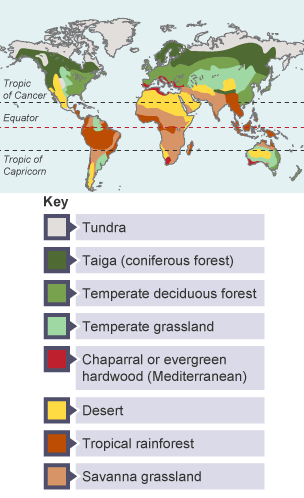 Tropic
of Cancer
Equator
Tropic of
Capricorn
Key
Tundra
Taiga (coniferous forest)
Temperate deciduous forest
Temperate grassland
Chaparral or evergreen
hardwood (Mediterranean)
Desert
Tropical rainforest
Savanna grassland